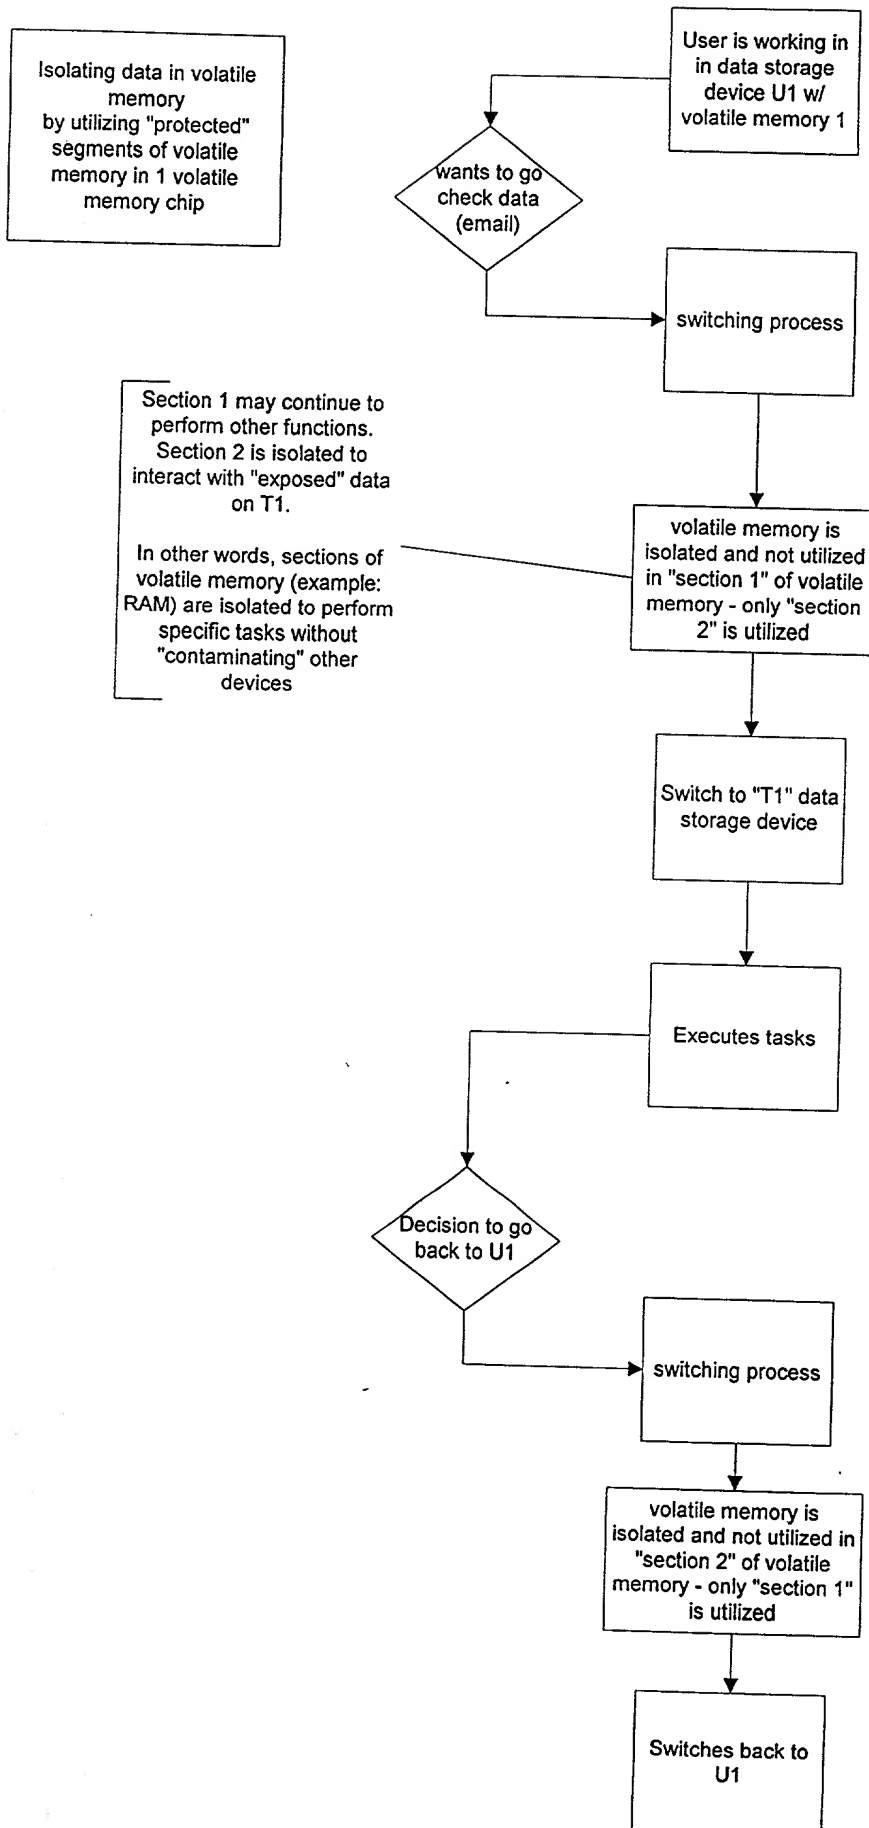 Isolating data in volatile
memory
by utilizing "protected"
segments of volatile
memory in 1 volatile
memory chip
User is working in
in data storage
device U1 w/
volatile memory 1
wants to go
check data
(email)
switching process
Section 1 may continue to
perform other functions.
Section 2 is isolated to
interact with "exposed" data
on T1.
In other words, sections of
volatile memory (example:
RAM) are isolated to perform
specific tasks without
"contaminating" other
devices
volatile memory is
isolated and not utilized
in "section 1" of volatile
memory - only "section
2" is utilized
Switch to "T1" data
storage device
Executes tasks
Decision to go
back to U1
switching process
volatile memory is
isolated and not utilized in
"section 2" of volatile
memory - only "section 1"
is utilized
Switches back to
U1